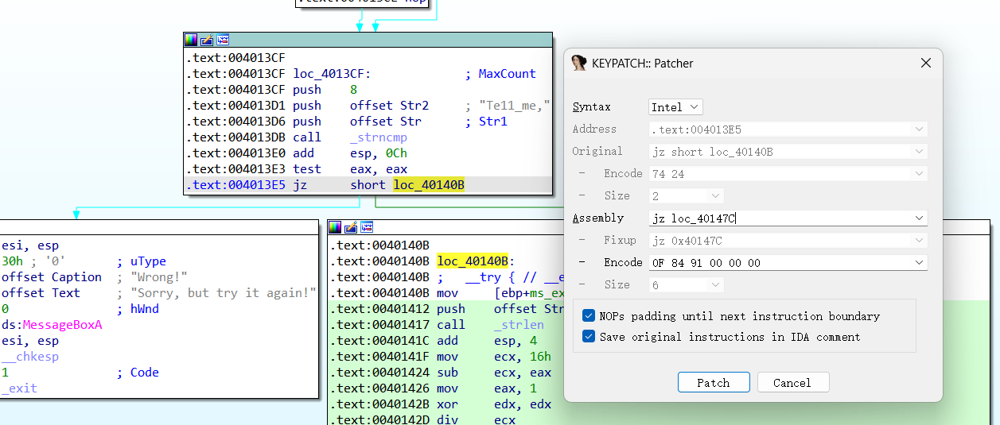 .text:004013CF
.text:004013CF loc_4013CF: ; MaxCount
.text:004013CF push 8
.text:004013D1 push offset Str2 ; "Te11_me,"
.text:004013D6 push offset Str ; Str1
.text:004013DB call _strncmp
.text:004013E0 add esp, 0Ch
.text:004013E3 test eax, eax
.text:004013E5 jz short loc_40140B
esi, esp
30h ; '0' ; uType
offset Caption ; "Wrong!"
offset Text ; "Sorry, but try it again!"
0 ; hWnd
ds:MessageBoxA
esi, esp
__chkesp
1 ; Code
_exit
.text:0040140B
.text:0040140B loc_40140B:
.text:0040140B ; __try { // __e
.text:0040140B mov [ebp+ms_ex
.text:00401412 push offset Str
.text:00401417 call _strlen
.text:0040141C add esp, 4
.text:0040141F mov ecx, 16h
.text:00401424 sub ecx, eax
.text:00401426 mov eax, 1
.text:0040142B xor edx, edx
.text:0040142D div ecx
KEYPATCH:: Patcher
Syntax Intel
Address .text:004013E5
Original jz short loc_40140B
- Encode 74 24
- Size 2
Assembly jz loc_40147C
- Fixup jz 0x40147C
- Encode 0F 84 91 00 00 00
- Size 6
NOPs padding until next instruction boundary
Save original instructions in IDA comment
Patch Cancel